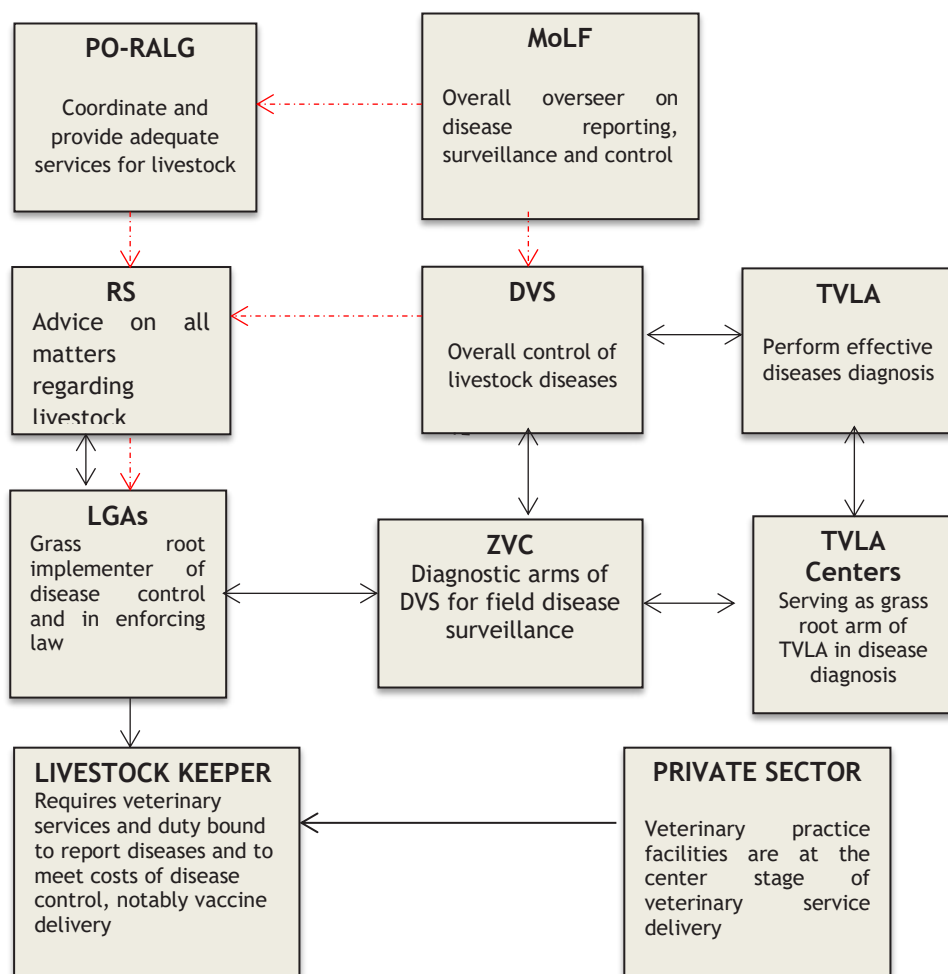 PO-RALG
Coordinate and
provide adequate
services for livestock
MoLF
Overall overseer on
disease reporting,
surveillance and control
RS
Advice on all
matters
regarding
livestock
DVS
Overall control of
livestock diseases
TVLA
Perform effective
diseases diagnosis
LGAs
Grass root
implementer of
disease control
and in enforcing
law
ZVC
Diagnostic arms of
DVS for field disease
surveillance
TVLA
Centers
Serving as grass
root arm of
TVLA in disease
diagnosis
LIVESTOCK KEEPER
Requires veterinary
services and duty bound
to report diseases and to
meet costs of disease
control, notably vaccine
delivery
PRIVATE SECTOR
Veterinary practice
facilities are at the
center stage of
veterinary service
delivery